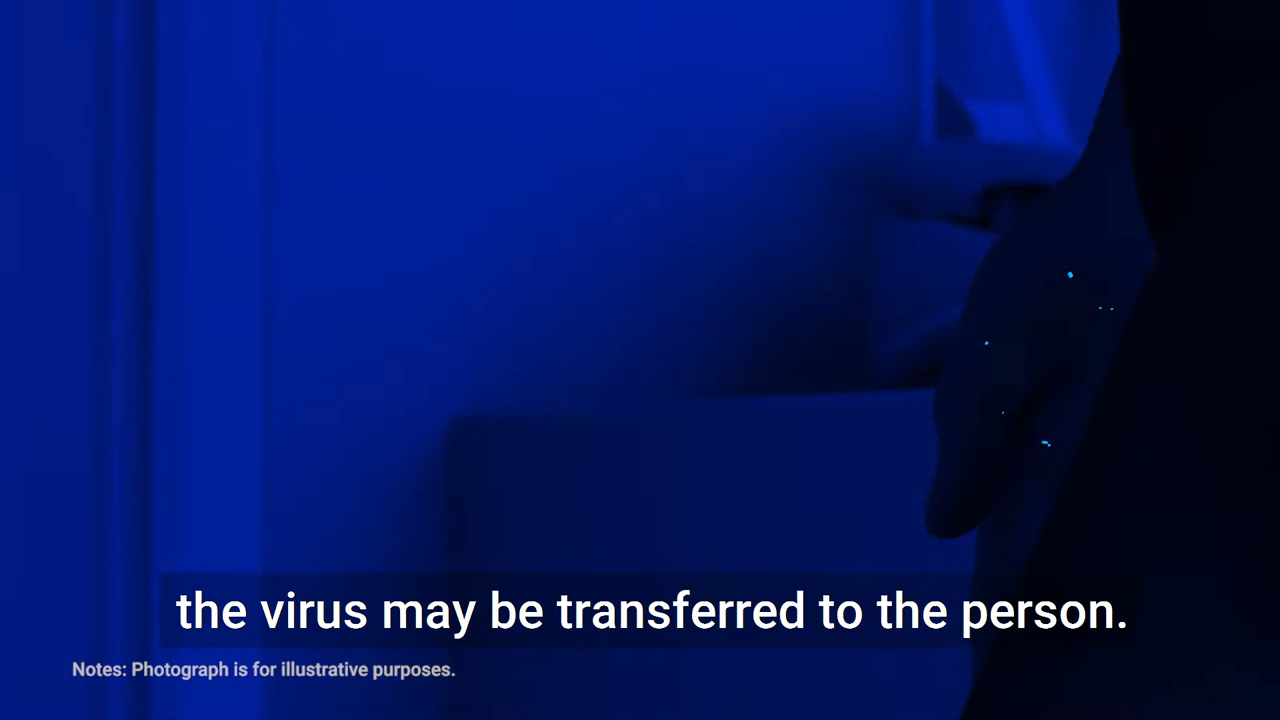 the virus may be transferred to the person.
Notes: Photograph is for illustrative purposes.